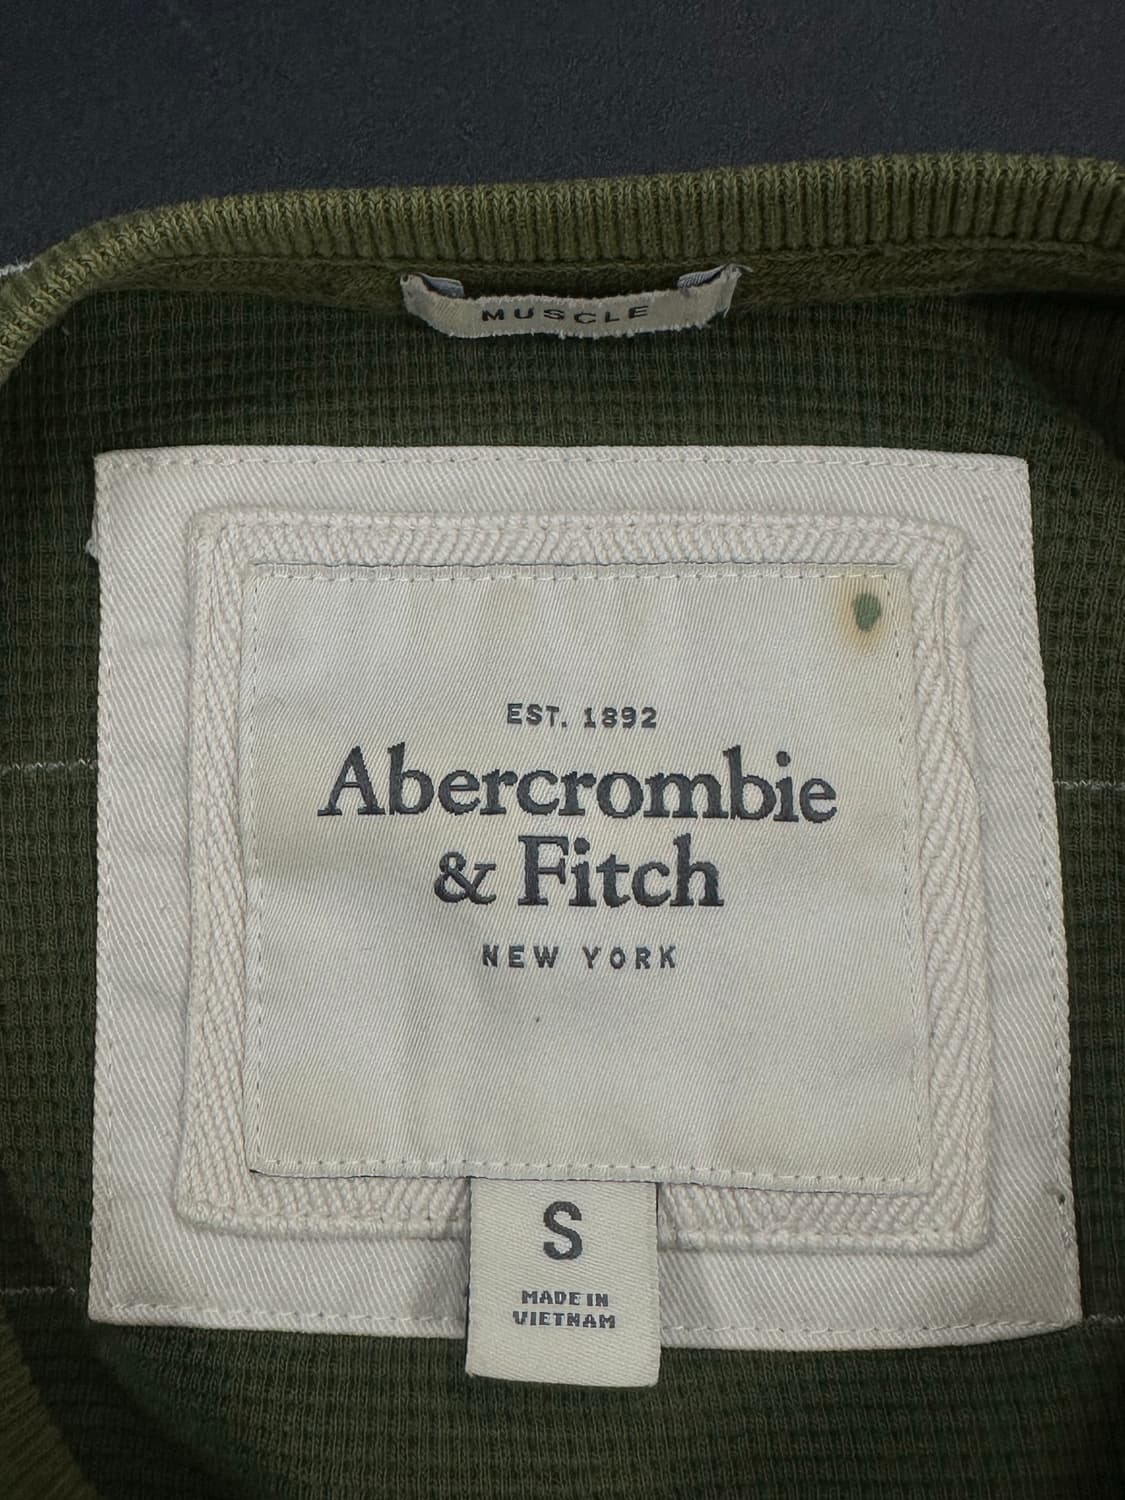 MUSCLE
EST. 1892
Abercrombie
& Fitch
NEW YORK
S
MADE IN
VIETNAM